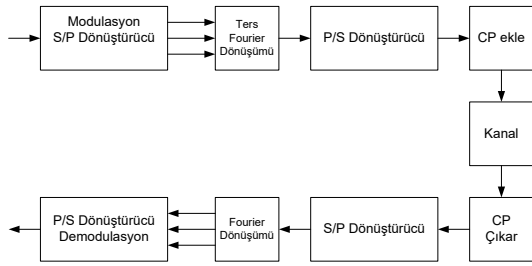 Modulasyon
S/P Dönüştürücü
Ters
Fourier
Dönüşümü
P/S Dönüştürücü
CP ekle
Kanal
P/S Dönüştürücü
Demodulasyon
Fourier
Dönüşümü
S/P Dönüştürücü
CP
Çıkar